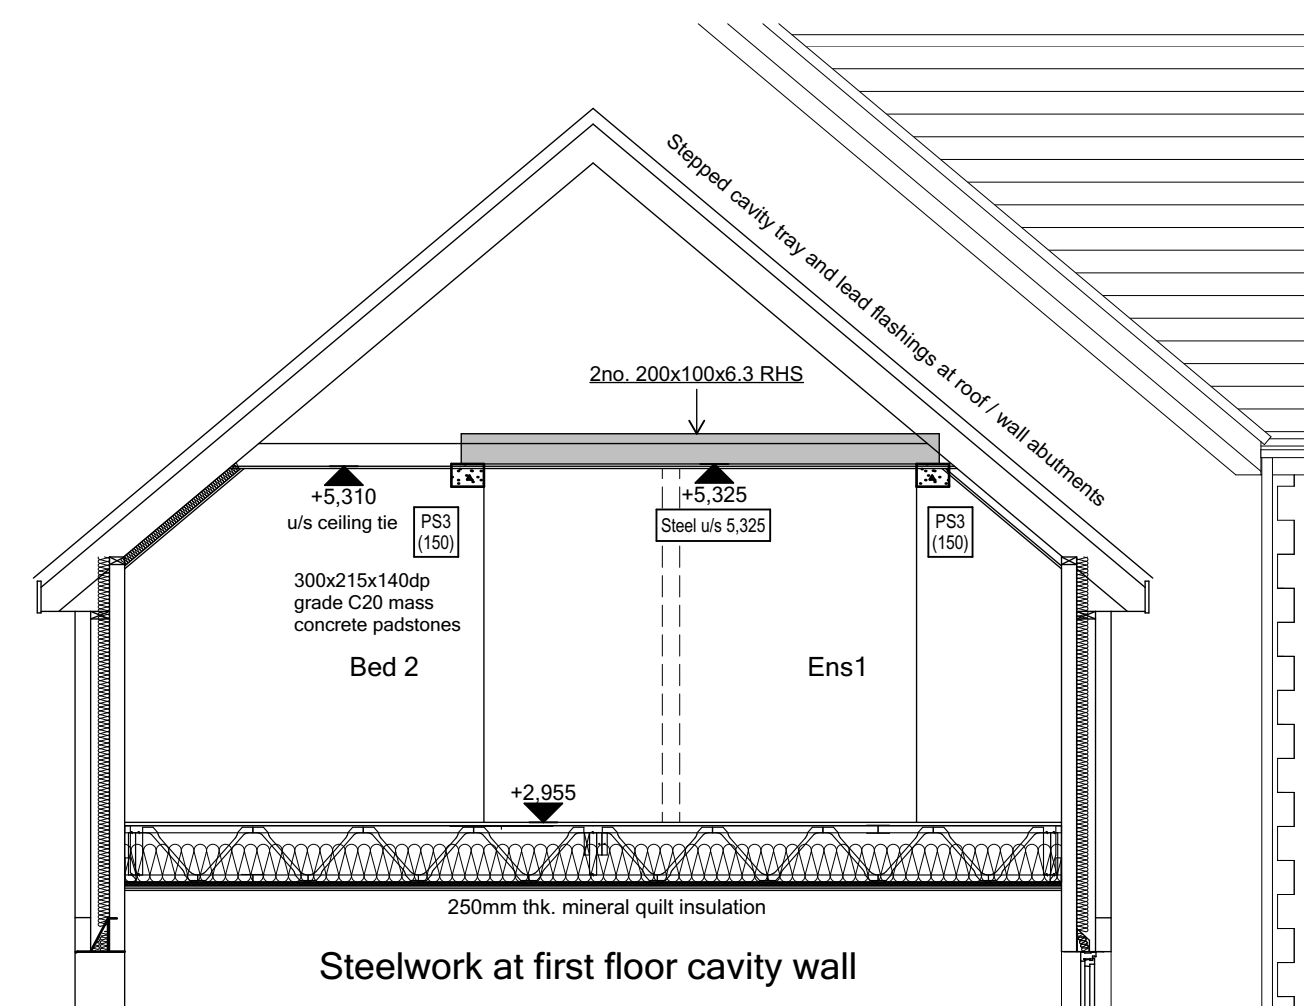 Stepped cavity tray and lead flashings at roof / wall abutments
2no. 200x100x6.3 RHS
+5,310
u/s ceiling tie
+5,325
Steel u/s 5,325
PS3
(150)
PS3
(150)
300x215x140dp
grade C20 mass
concrete padstones
Bed 2
Ens1
+2,955
250mm thk. mineral quilt insulation
Steelwork at first floor cavity wall